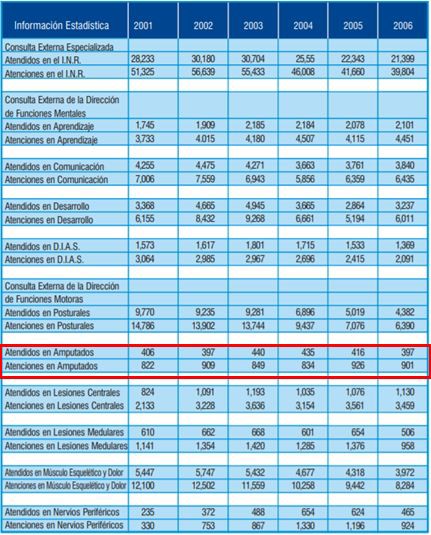 Información Estadística 2001 2002 2003 2004 2005 2006
Consulta Externa Especializada
Atendidos en el I.N.R. 28,233 30,180 30,704 25,55 22,343 21,399
Atenciones en el I.N.R. 51,325 56,639 55,433 46,008 41,660 39,804
Consulta Externa de la Dirección
de Funciones Mentales
Atendidos en Aprendizaje 1,745 1,909 2,185 2,184 2,078 2,101
Atenciones en Aprendizaje 3,733 4.015 4,180 4,507 4,115 4,451
Atendidos en Comunicación 4,255 4,475 4,271 3,663 3,761 3,840
Atenciones en Comunicación 7,006 7,559 6,943 5,856 6,359 6,435
Atendidos en Desarrollo 3,368 4,665 4,945 3,665 2,864 3,237
Atenciones en Desarrollo 6,155 8,432 9,268 6,661 5,194 6,011
Atendidos en D.I.A.S. 1,573 1,617 1,801 1,715 1,533 1,369
Atenciones en D.I.A.S. 3,064 2,985 2,967 2,696 2,415 2,091
Consulta Externa de la Dirección
de Funciones Motoras
Atendidos en Posturales 9,770 9,235 9,281 6,896 5,019 4,382
Atenciones en Posturales 14,786 13,902 13,744 9,437 7,076 6,390
Atendidos en Amputados 406 397 440 435 416 397
Atenciones en Amputados 822 909 849 834 926 901
Atendidos en Lesiones Centrales 824 1,091 1,193 1,035 1,076 1,130
Atenciones en Lesiones Centrales 2,133 3,228 3,636 3,154 3,561 3,459
Atendidos en Lesiones Medulares 610 662 668 601 654 506
Atenciones en Lesiones Medulares 1,141 1,354 1,420 1,285 1,376 958
Atendidos en Músculo Esquelético y Dolor 5,447 5,747 5,432 4,677 4,318 3,972
Atenciones en Músculo Esquelético y Dolor 12,100 12,502 11,559 10,258 9,442 8,284
Atendidos en Nervios Periféricos 235 372 488 654 624 465
Atenciones en Nervios Periféricos 330 753 867 1,330 1,196 924